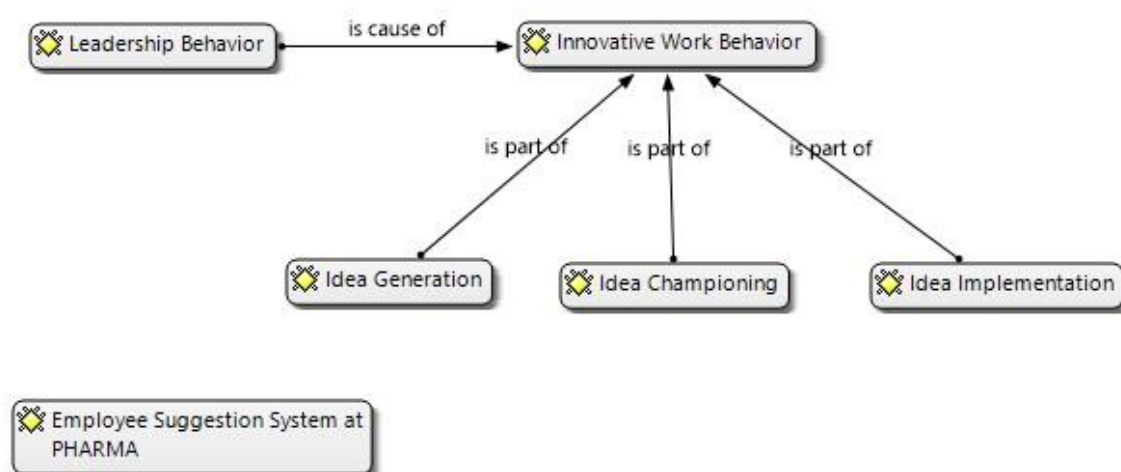 Leadership Behavior
is cause of
Innovative Work Behavior
is part of
is part of
is part of
Idea Generation
Idea Championing
Idea Implementation
Employee Suggestion System at
PHARMA